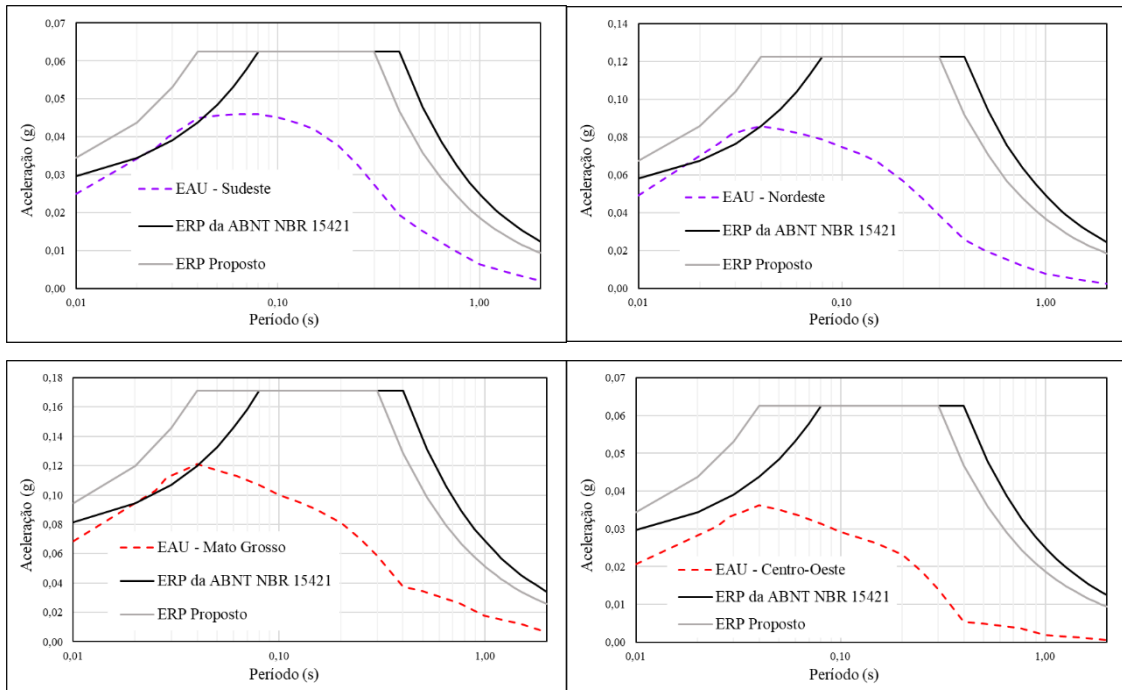 0,07
0,06
0,05
0,04
0,03
0,02
0,01
0,00
Aceleração (g)
EAU - Sudeste
ERP da ABNT NBR 15421
ERP Proposto
0,01
0,10
1,00
Período (s)
0,14
0,12
0,10
0,08
0,06
0,04
0,02
0,00
Aceleração (g)
EAU - Nordeste
ERP da ABNT NBR 15421
ERP Proposto
0,01
0,10
1,00
Período (s)
0,18
0,16
0,14
0,12
0,10
0,08
0,06
0,04
0,02
0,00
Aceleração (g)
EAU - Mato Grosso
ERP da ABNT NBR 15421
ERP Proposto
0,01
0,10
1,00
Período (s)
0,07
0,06
0,05
0,04
0,03
0,02
0,01
0,00
Aceleração (g)
EAU - Centro-Oeste
ERP da ABNT NBR 15421
ERP Proposto
0,01
0,10
1,00
Período (s)